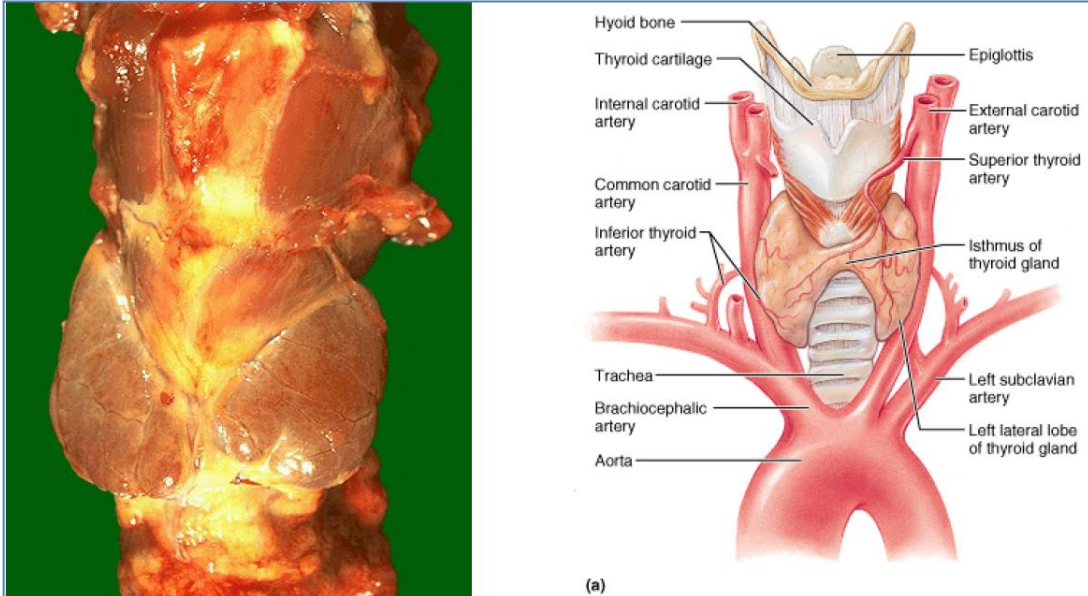 Hyoid bone
Thyroid cartilage
Internal carotid
artery
Common carotid
artery
Inferior thyroid
artery
Trachea
Brachiocephalic
artery
Aorta
Epiglottis
External carotid
artery
Superior thyroid
artery
Isthmus of
thyroid gland
Left subclavian
artery
Left lateral lobe
of thyroid gland
(a)